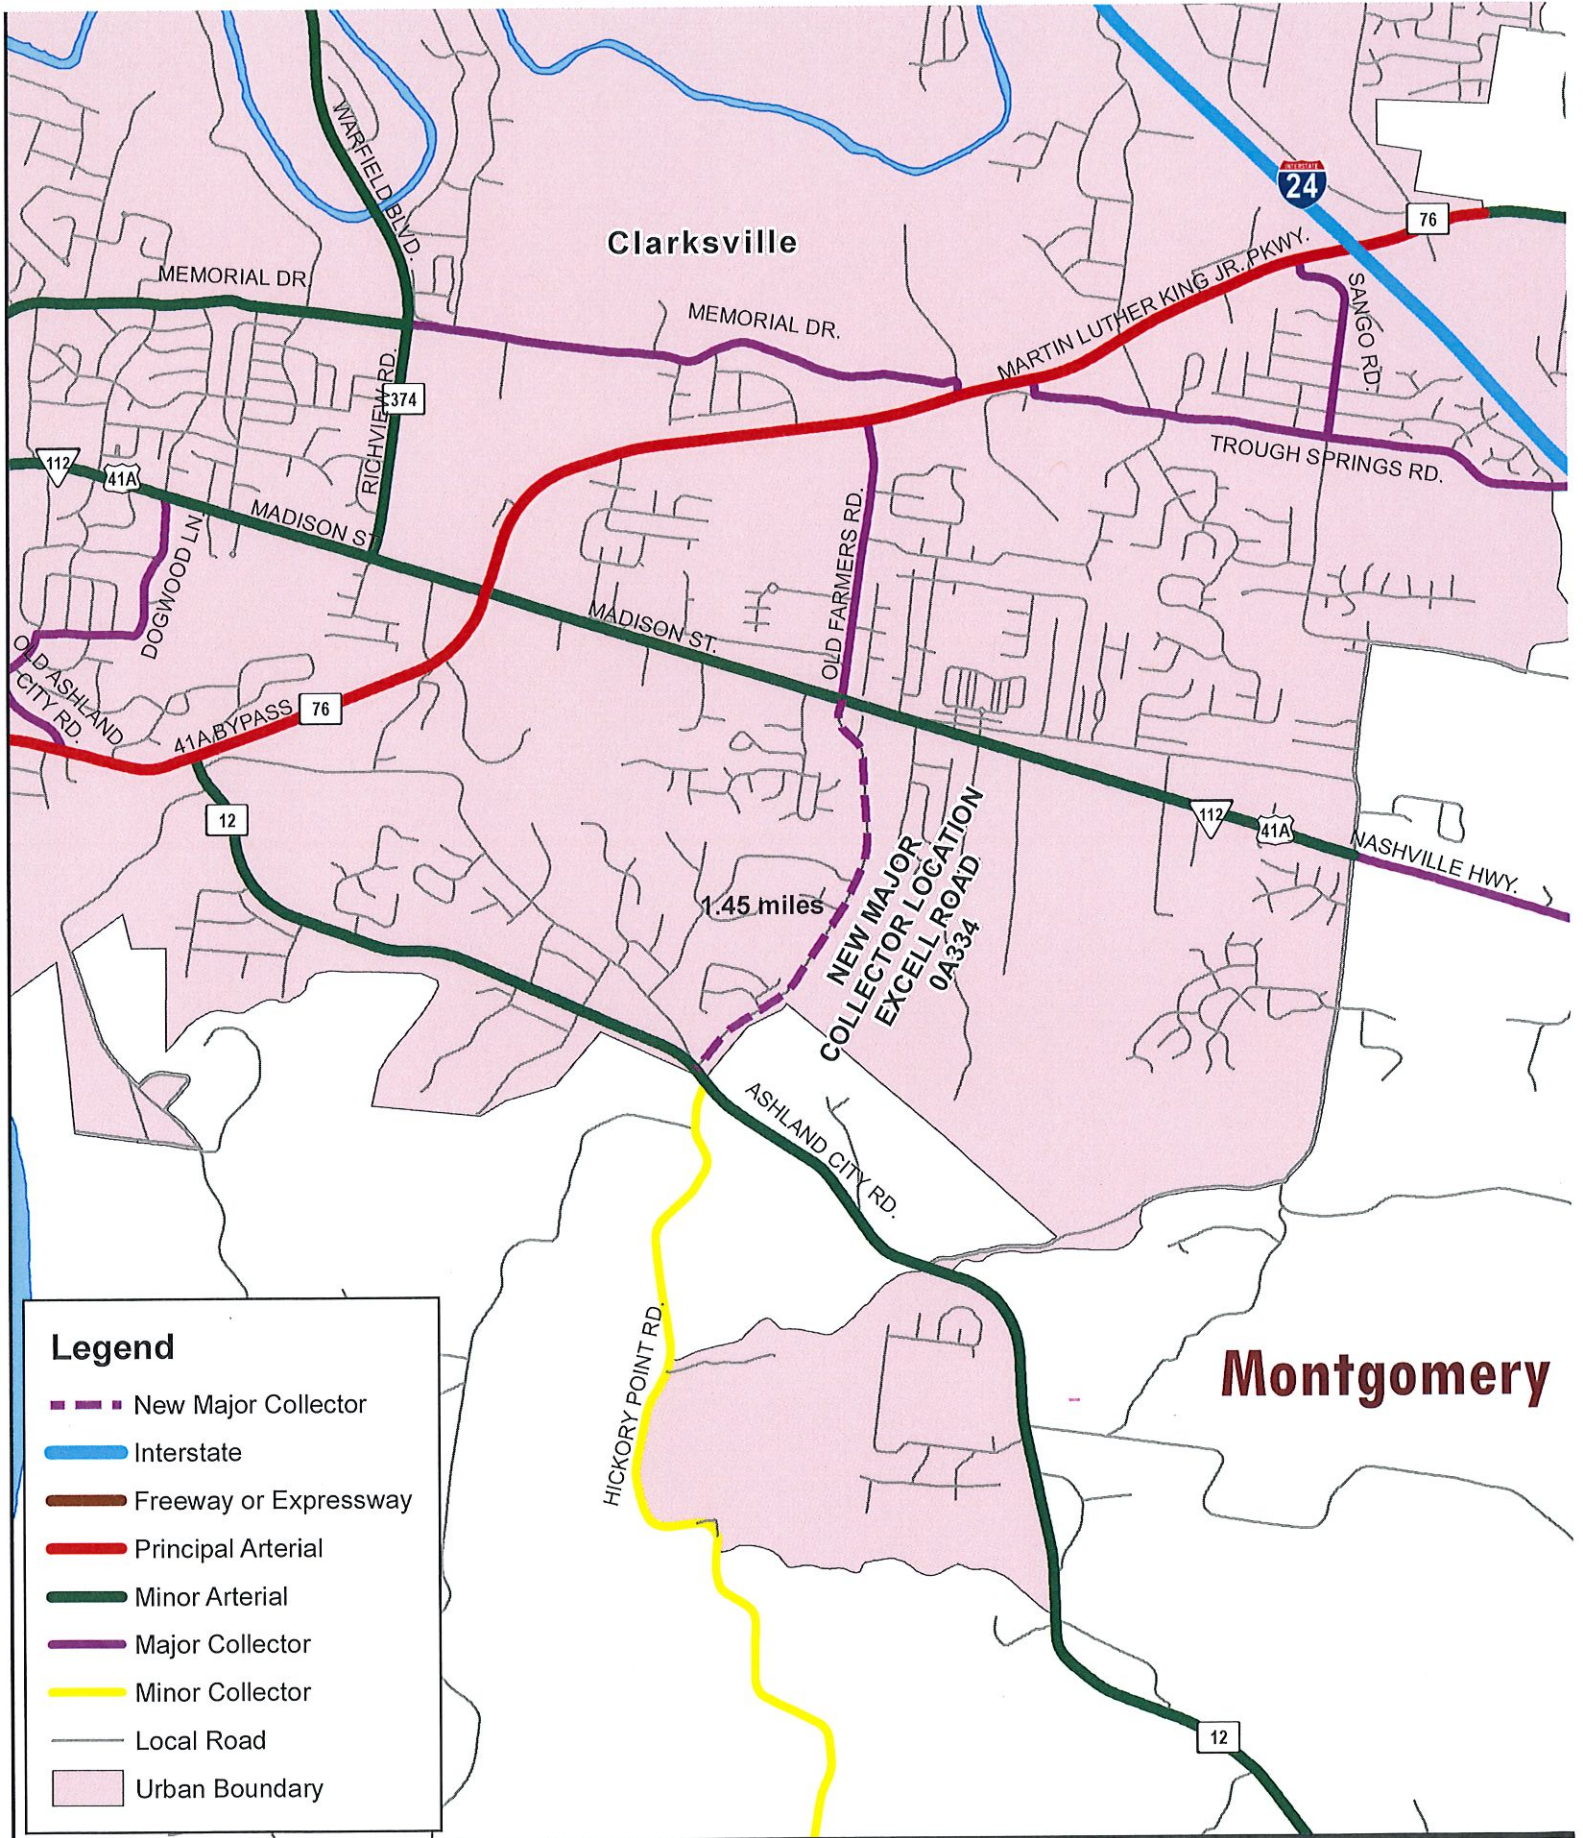 WARFIELD BLVD.
INTERSTATE
24
76
Clarksville
MEMORIAL DR.
MEMORIAL DR.
MARTIN LUTHER KING JR. PKWY.
SANGO RD.
374
RICHVIEW RD.
TROUGH SPRINGS RD.
112
41A
MADISON ST.
DOGWOOD LN.
OLD FARMERS RD.
MADISON ST.
OLD ASHLAND
CITY RD.
41A BYPASS
76
12
112
41A
NASHVILLE HWY.
1.45 miles
NEW MAJOR
COLLECTOR LOCATION
EXCELL ROAD
0A334
ASHLAND CITY RD.
HICKORY POINT RD.
Montgomery
12
Legend
New Major Collector
Interstate
Freeway or Expressway
Principal Arterial
Minor Arterial
Major Collector
Minor Collector
Local Road
Urban Boundary